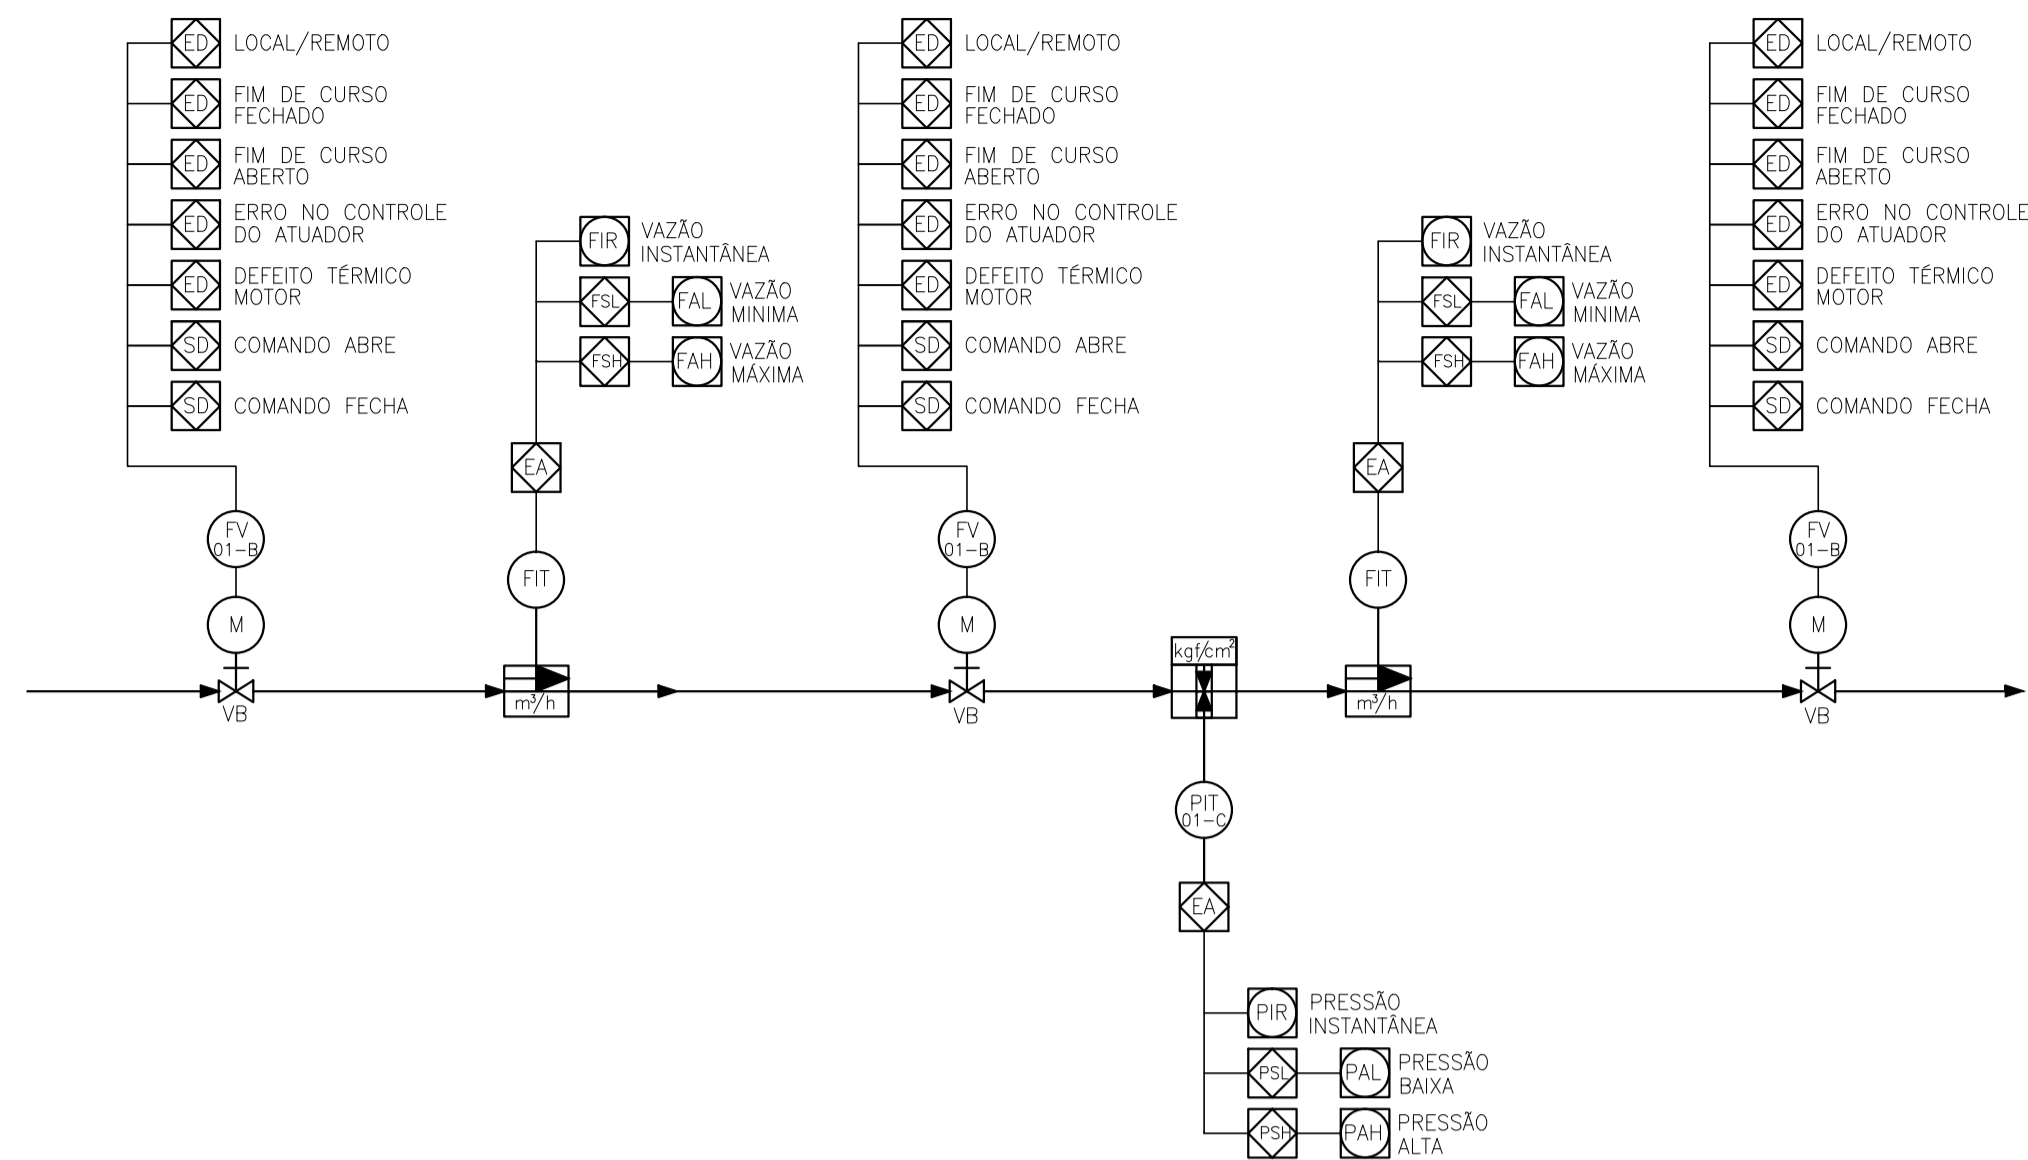 ED LOCAL/REMOTO
ED FIM DE CURSO
FECHADO
ED FIM DE CURSO
ABERTO
ED ERRO NO CONTROLE
DO ATUADOR
ED DEFEITO TÉRMICO
MOTOR
SD COMANDO ABRE
SD COMANDO FECHA
FV
01-B
M
VB
FIR VAZÃO
INSTANTÂNEA
FSL FAL VAZÃO
MINIMA
FSH FAH VAZÃO
MÁXIMA
EA
FIT
m³/h
ED LOCAL/REMOTO
ED FIM DE CURSO
FECHADO
ED FIM DE CURSO
ABERTO
ED ERRO NO CONTROLE
DO ATUADOR
ED DEFEITO TÉRMICO
MOTOR
SD COMANDO ABRE
SD COMANDO FECHA
FV
01-B
M
VB
kgf/cm²
PIT
01-C
EA
PIR PRESSÃO
INSTANTÂNEA
PSL PAL PRESSÃO
BAIXA
PSH PAH PRESSÃO
ALTA
FIR VAZÃO
INSTANTÂNEA
FSL FAL VAZÃO
MINIMA
FSH FAH VAZÃO
MÁXIMA
EA
FIT
m³/h
ED LOCAL/REMOTO
ED FIM DE CURSO
FECHADO
ED FIM DE CURSO
ABERTO
ED ERRO NO CONTROLE
DO ATUADOR
ED DEFEITO TÉRMICO
MOTOR
SD COMANDO ABRE
SD COMANDO FECHA
FV
01-B
M
VB